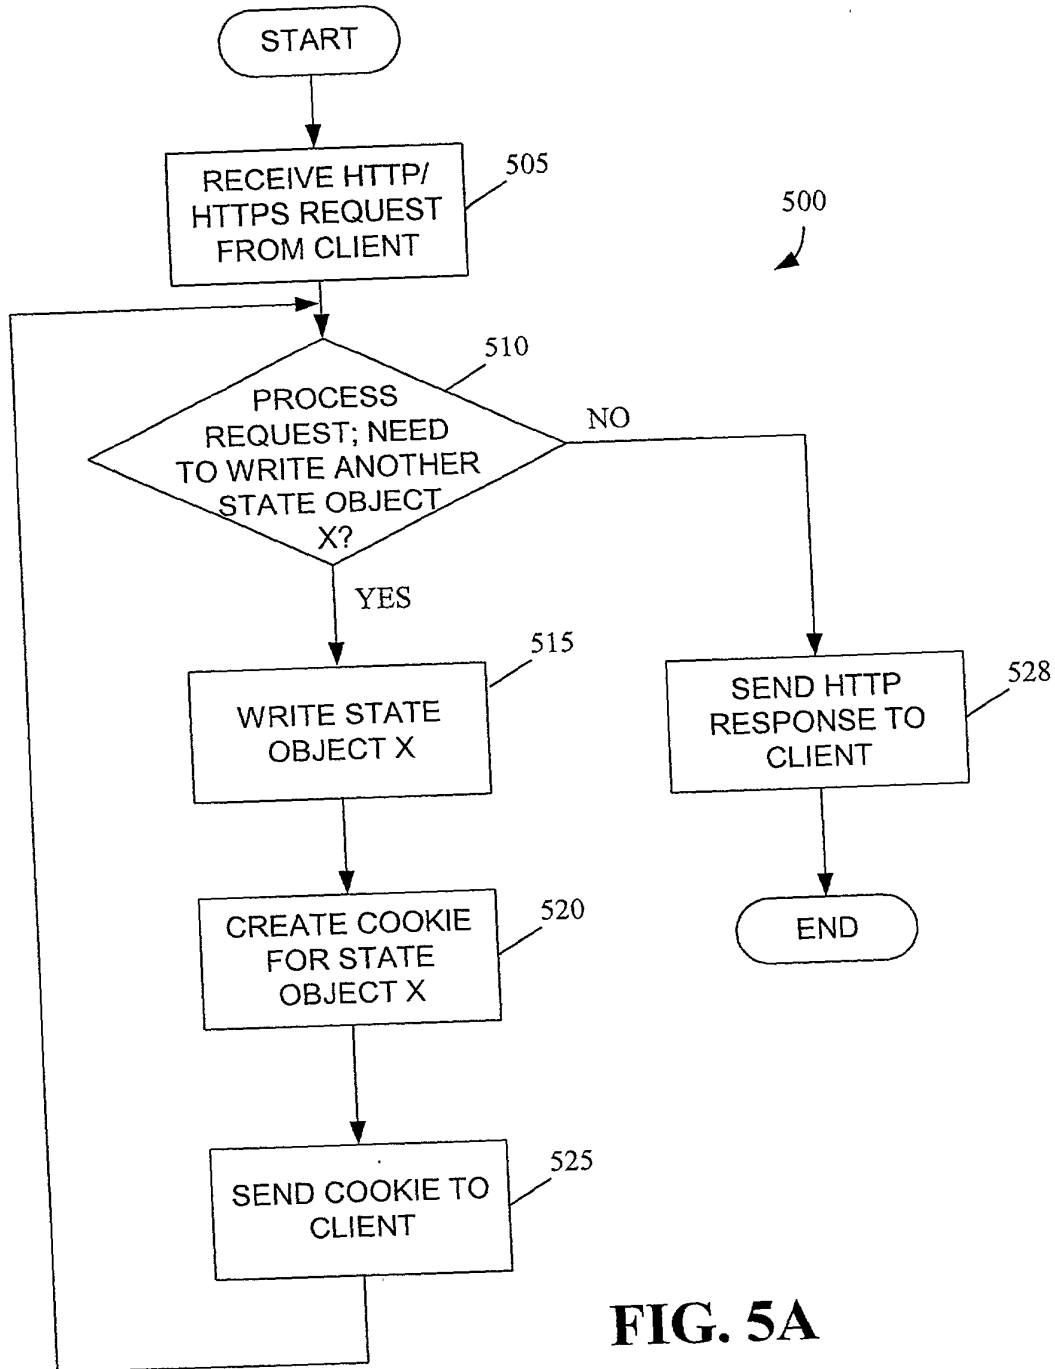 START
RECEIVE HTTP/
HTTPS REQUEST
FROM CLIENT
505
500
510
PROCESS
REQUEST; NEED
TO WRITE ANOTHER
STATE OBJECT
X?
NO
YES
515
WRITE STATE
OBJECT X
SEND HTTP
RESPONSE TO
CLIENT
528
520
CREATE COOKIE
FOR STATE
OBJECT X
END
525
SEND COOKIE TO
CLIENT
FIG. 5A